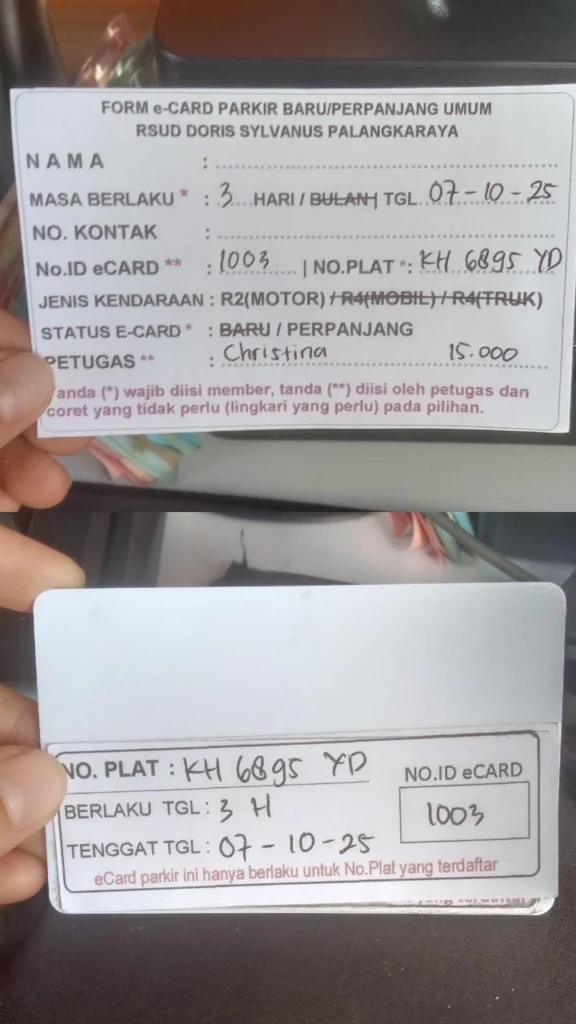 FORM e-CARD PARKIR BARU/PERPANJANG UMUM
RSUD DORIS SYLVANUS PALANGKARAYA
NAMA :
MASA BERLAKU * : 3 HARI / BULAN | TGL. 07-10-25
NO. KONTAK :
No.ID eCARD ** : 1003 | NO.PLAT *: KH 6895 YD
JENIS KENDARAAN : R2(MOTOR) / R4(MOBIL) / R4(TRUK)
STATUS E-CARD * : BARU / PERPANJANG
PETUGAS ** : Christina 15.000
Tanda (*) wajib diisi member, tanda (**) diisi oleh petugas dan
coret yang tidak perlu (lingkari yang perlu) pada pilihan.
NO. PLAT : KH 6895 YD
NO.ID eCARD
BERLAKU TGL : 3 H
1003
TENGGAT TGL : 07-10-25
eCard parkir ini hanya berlaku untuk No.Plat yang terdaftar
yang terdaftar